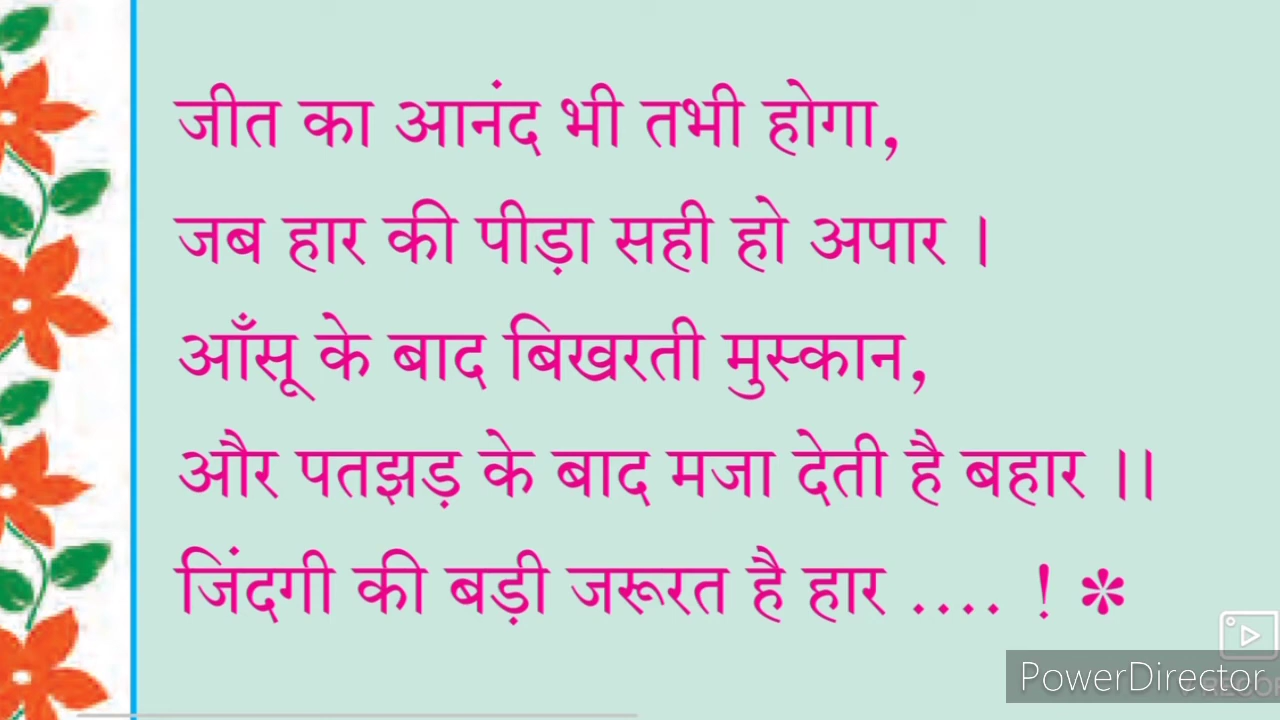 जीत का आनंद भी तभी होगा,
जब हार की पीड़ा सही हो अपार ।
आँसू के बाद बिखरती मुस्कान,
और पतझड़ के बाद मजा देती है बहार ।।
जिंदगी की बड़ी जरूरत है हार .... ! *
PowerDirector